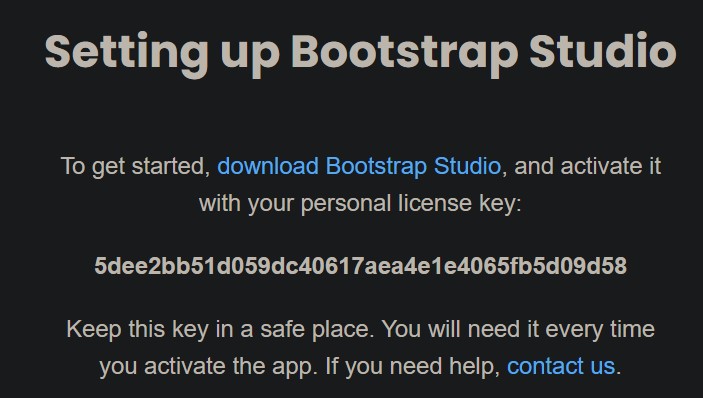 Setting up Bootstrap Studio
To get started, download Bootstrap Studio, and activate it
with your personal license key:
5dee2bb51d059dc40617aea4e1e4065fb5d09d58
Keep this key in a safe place. You will need it every time
you activate the app. If you need help, contact us.